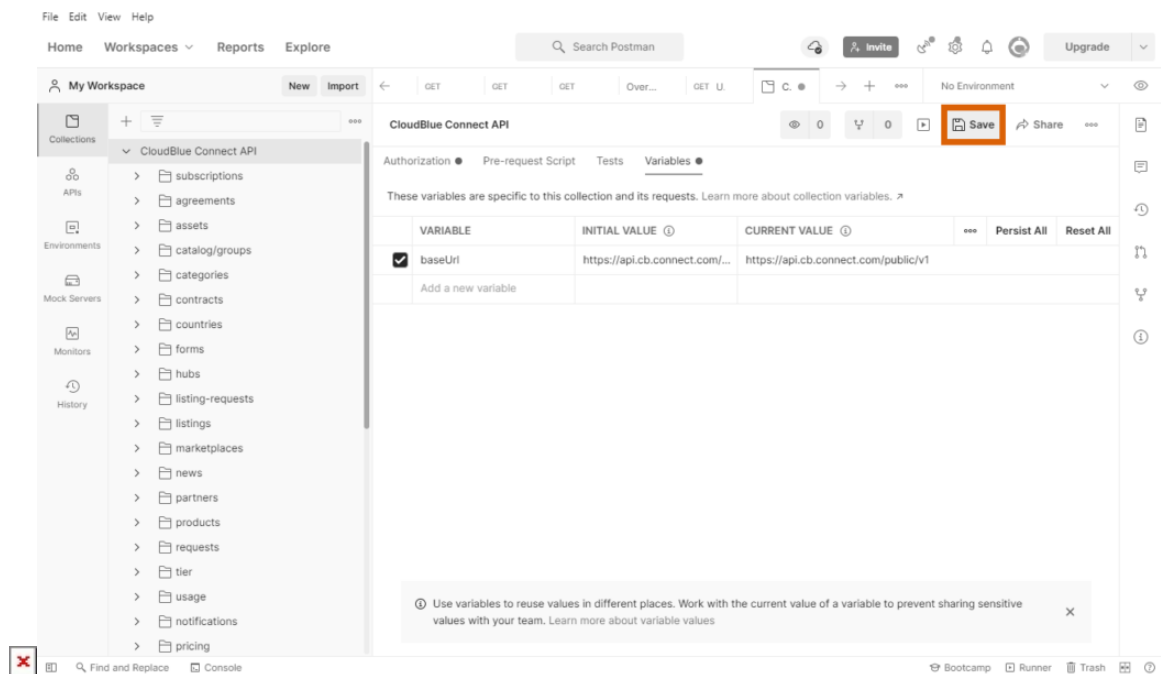 File Edit View Help
Home Workspaces Reports Explore Search Postman Invite Upgrade
My Workspace New Import GET GET GET Over... GET U. C. No Environment
Collections
APIs
Environments
Mock Servers
Monitors
History
CloudBlue Connect API
subscriptions
agreements
assets
catalog/groups
categories
contracts
countries
forms
hubs
listing-requests
listings
marketplaces
news
partners
products
requests
tier
usage
notifications
pricing
CloudBlue Connect API 0 0 Save Share
Authorization Pre-request Script Tests Variables
These variables are specific to this collection and its requests. Learn more about collection variables. ↗
VARIABLE INITIAL VALUE CURRENT VALUE Persist All Reset All
baseUrl https://api.cb.connect.com/... https://api.cb.connect.com/public/v1
Add a new variable
Use variables to reuse values in different places. Work with the current value of a variable to prevent sharing sensitive
values with your team. Learn more about variable values
Find and Replace Console Bootcamp Runner Trash